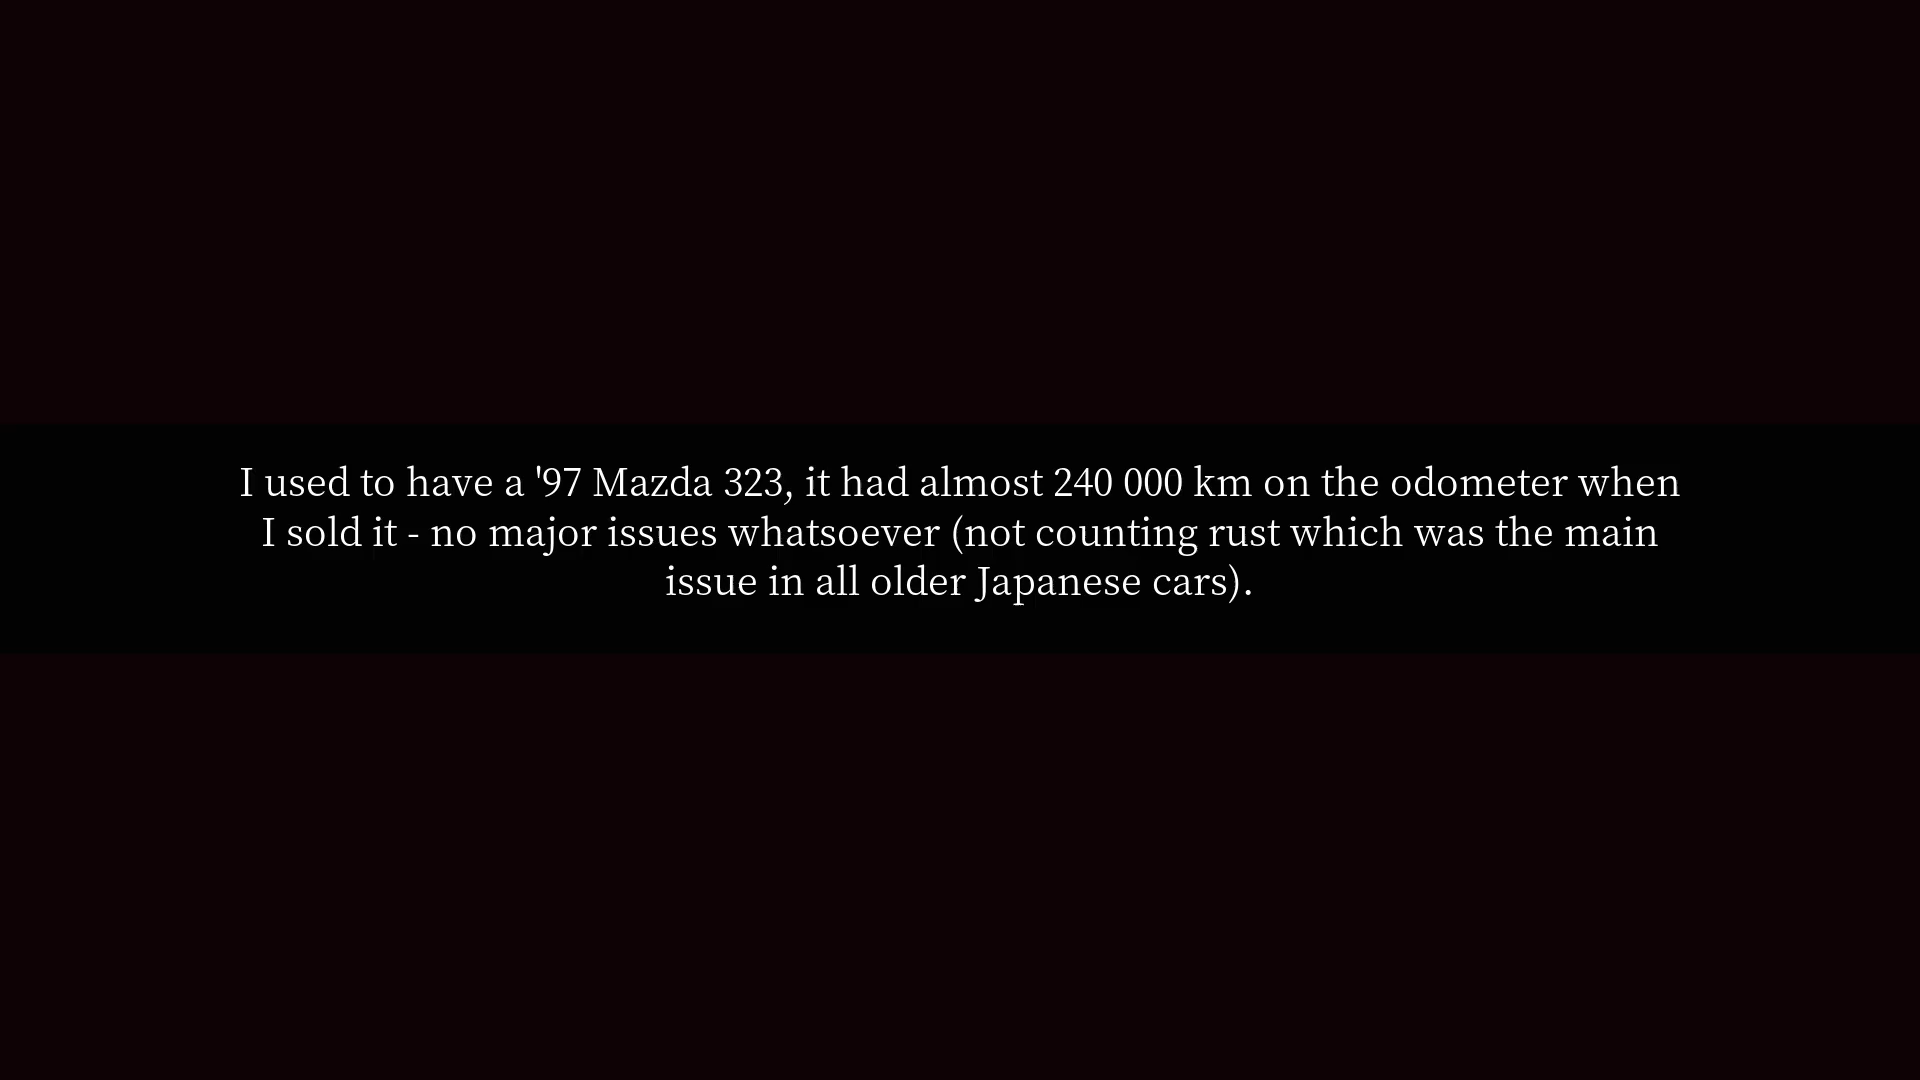 I used to have a '97 Mazda 323, it had almost 240 000 km on the odometer when
I sold it - no major issues whatsoever (not counting rust which was the main
issue in all older Japanese cars).